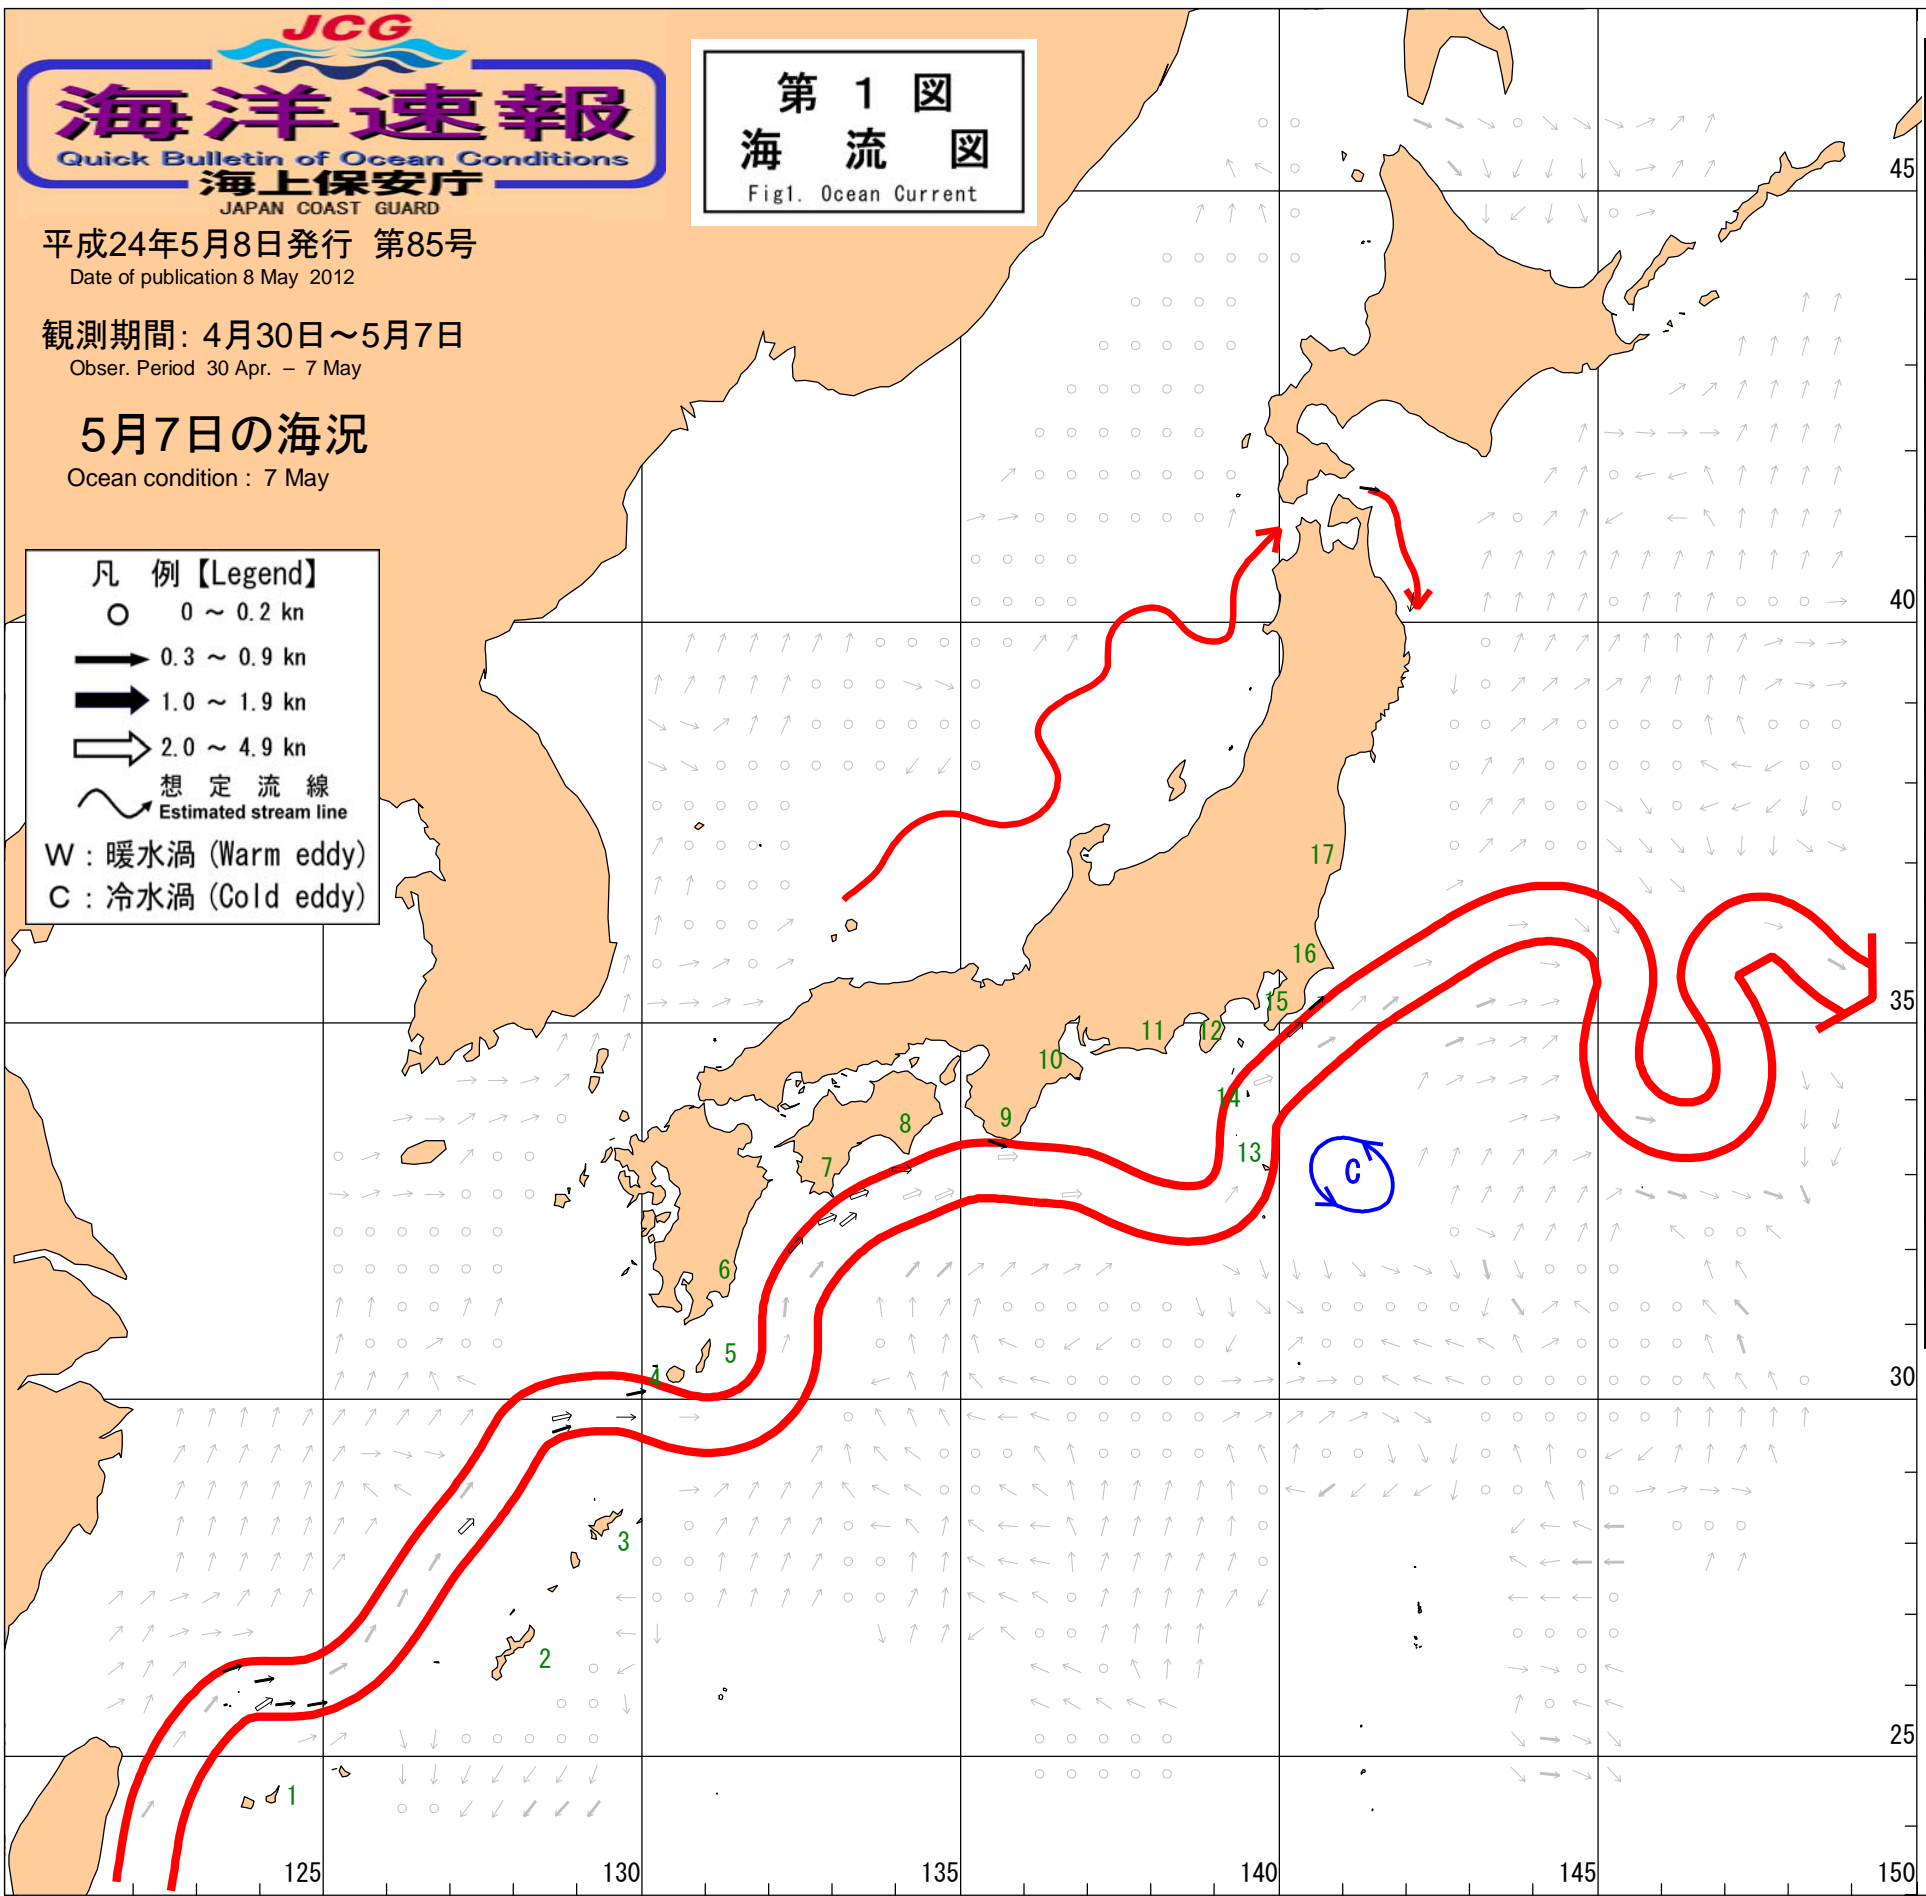 JCG
海洋速報
Quick Bulletin of Ocean Conditions
海上保安庁
JAPAN COAST GUARD
平成24年5月8日発行 第85号
Date of publication 8 May 2012
観測期間: 4月30日～5月7日
Obser. Period 30 Apr. – 7 May
5月7日の海況
Ocean condition : 7 May
第 1 図
海 流 図
Fig1. Ocean Current
凡 例【Legend】
0 ～ 0.2 kn
0.3 ～ 0.9 kn
1.0 ～ 1.9 kn
2.0 ～ 4.9 kn
想 定 流 線
Estimated stream line
W : 暖水渦 (Warm eddy)
C : 冷水渦 (Cold eddy)
45
40
17
16
15
35
11
12
10
14
9
8
13
7
C
6
5
4
30
3
2
25
1
125
130
135
140
145
150